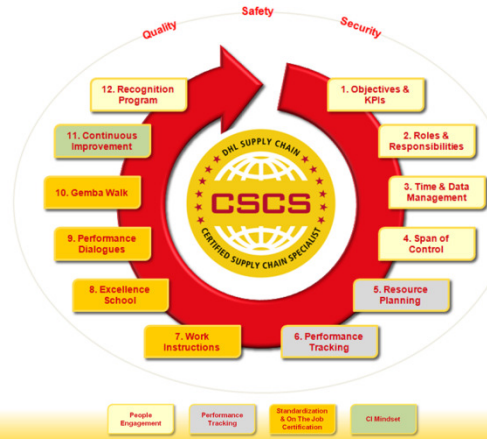 Quality
Safety
Security
1. Objectives &
KPIs
2. Roles &
Responsibilities
3. Time & Data
Management
4. Span of
Control
5. Resource
Planning
6. Performance
Tracking
7. Work
Instructions
8. Excellence
School
9. Performance
Dialogues
10. Gemba Walk
11. Continuous
Improvement
12. Recognition
Program
DHL SUPPLY CHAIN
CSCS
CERTIFIED SUPPLY CHAIN SPECIALIST
People
Engagement
Performance
Tracking
Standardization
& On The Job
Certification
CI Mindset